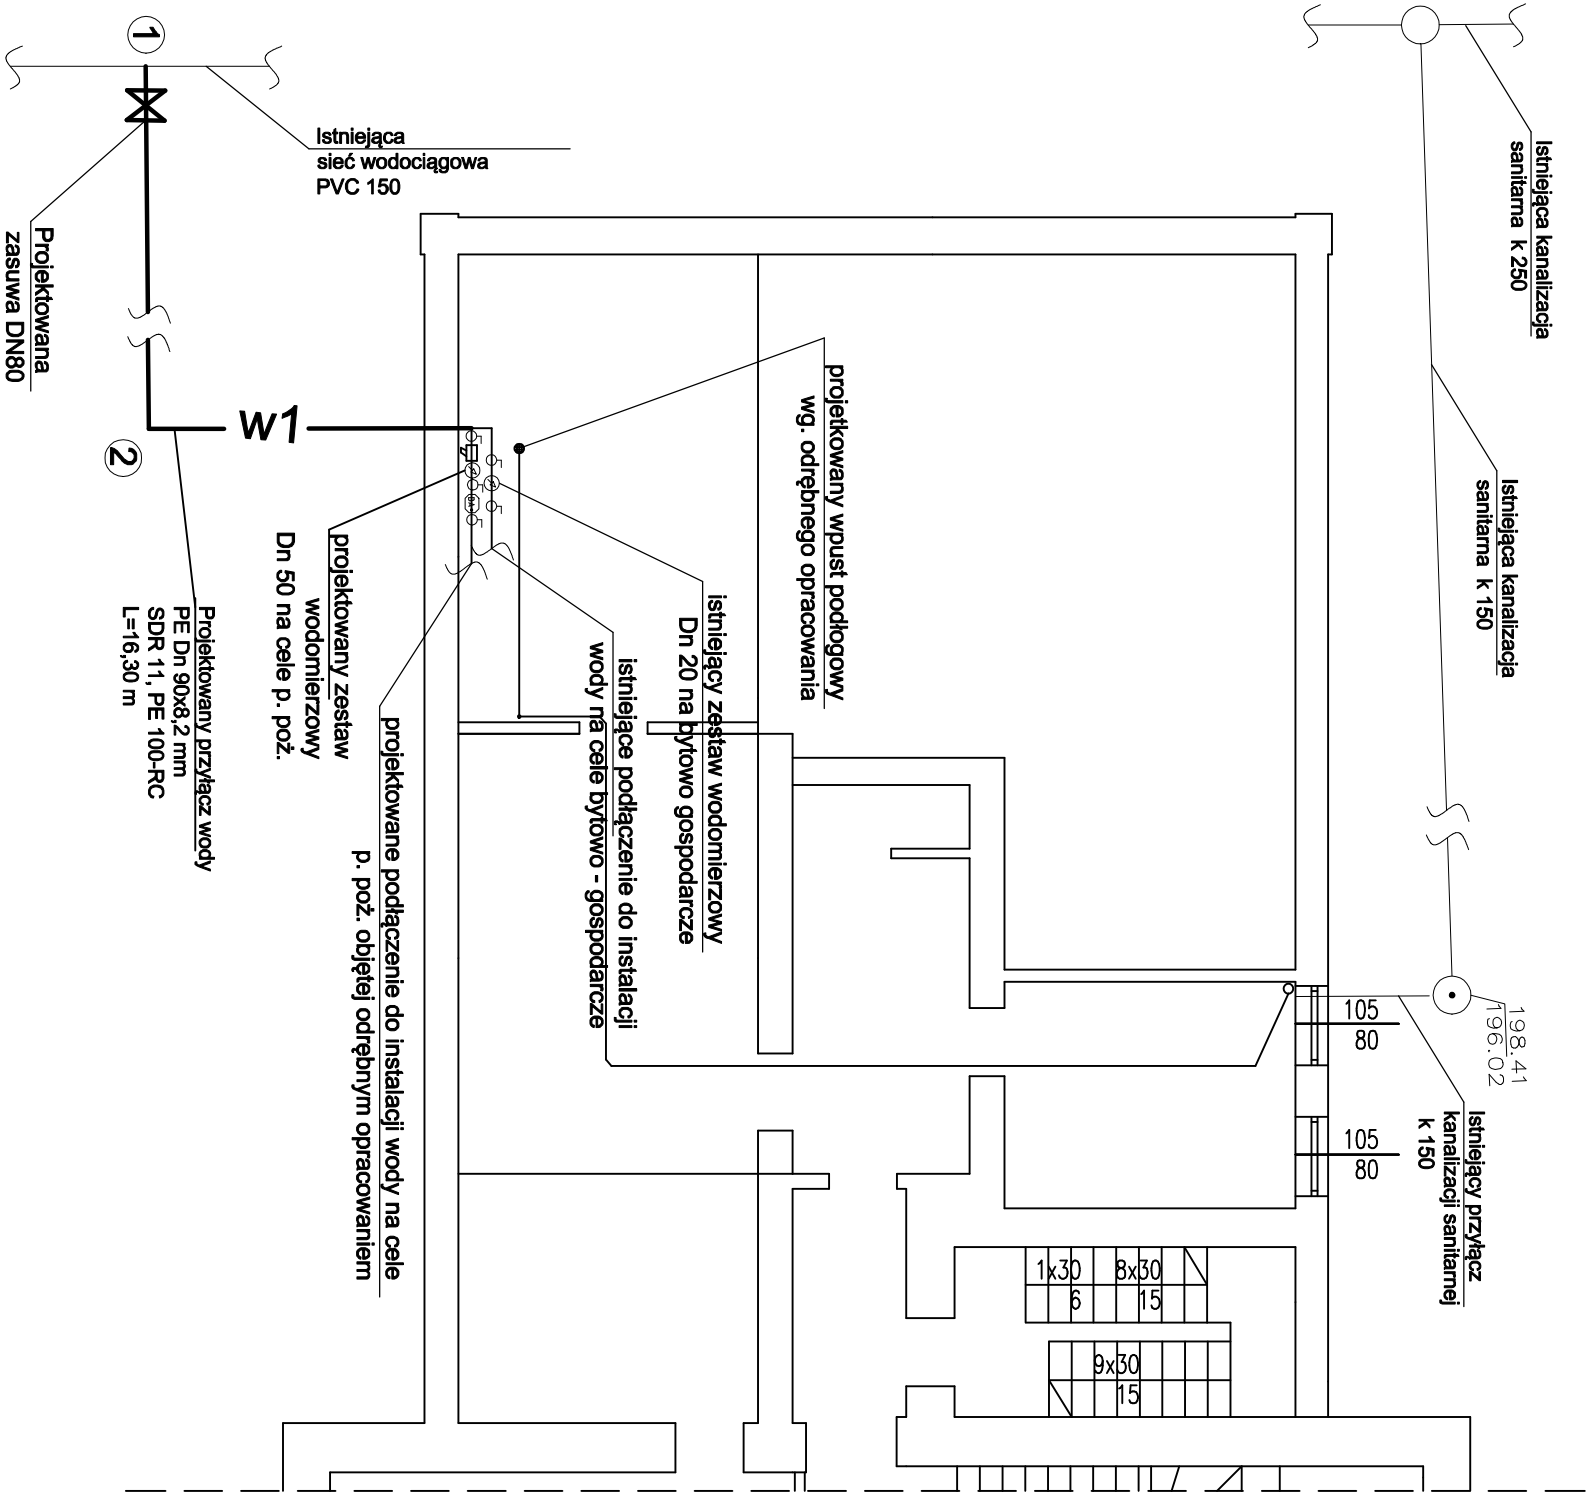 1
Istniejąca
sieć wodociągowa
PVC 150
Projektowana
zasuwa DN80
w1
2
Projektowany przyłącz wody
PE Dn 90x8,2 mm
SDR 11, PE 100-RC
L=16,30 m
projektowany zestaw
wodomierzowy
Dn 50 na cele p. poż.
projektowane podłączenie do instalacji wody na cele
p. poż. objętej odrębnym opracowaniem
istniejące podłączenie do instalacji
wody na cele bytowo - gospodarcze
istniejący zestaw wodomierzowy
Dn 20 na bytowo gospodarcze
projetkowany wpust podłogowy
wg. odrębnego opracowania
Istniejąca kanalizacja
sanitarna k 250
Istniejąca kanalizacja
sanitarna k 150
198.41
196.02
Istniejący przyłącz
kanalizacji sanitarnej
k 150
105
80
105
80
1x30
6
8x30
15
9x30
15